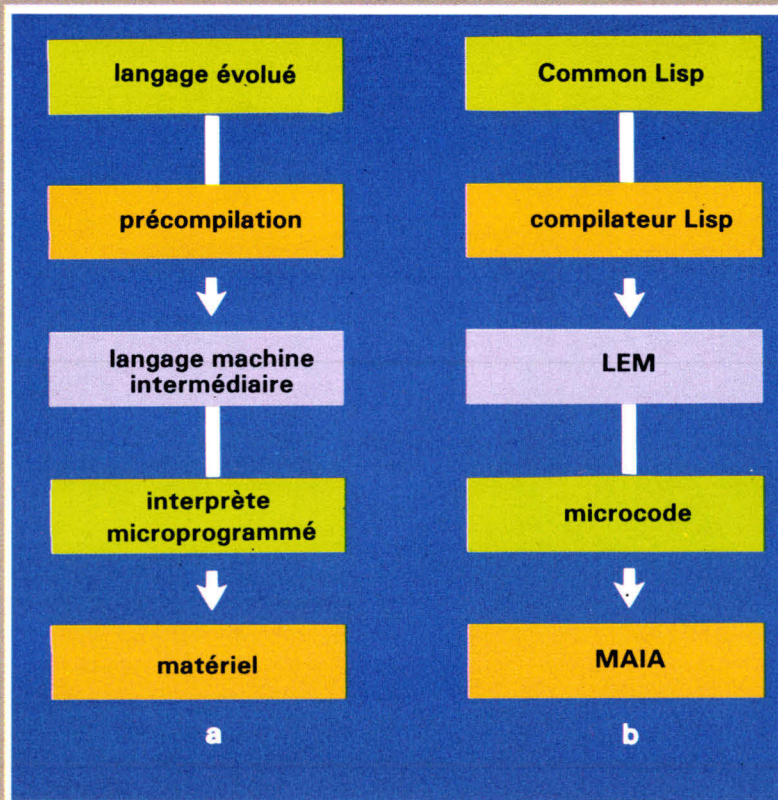 langage évolué
précompilation
langage machine
intermédiaire
interprète
microprogrammé
matériel
a
Common Lisp
compilateur Lisp
LEM
microcode
MAIA
b